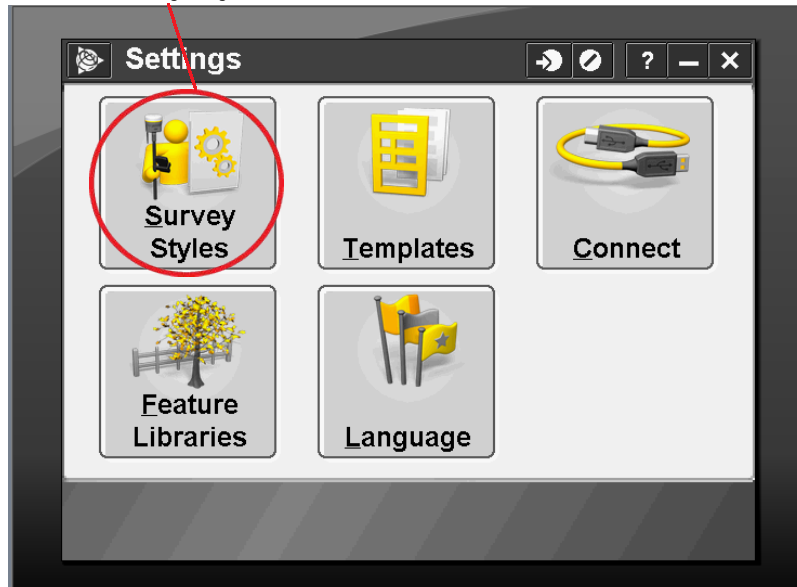 Settings
?
Survey
Styles
Templates
Connect
Feature
Libraries
Language